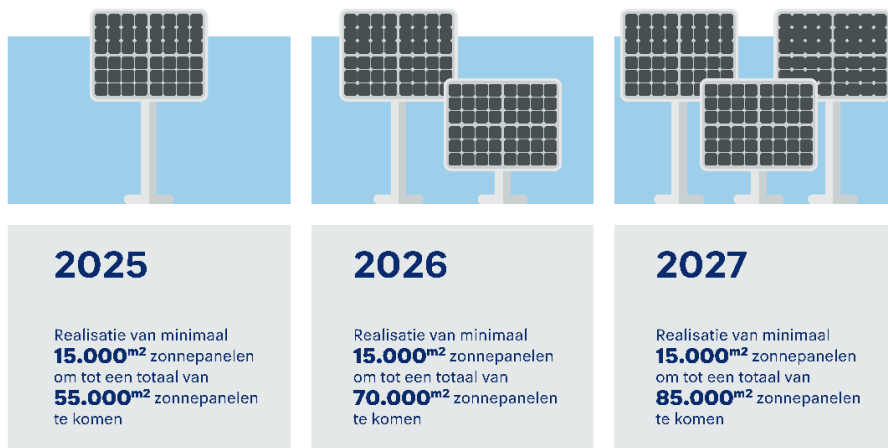 2025
Realisatie van minimaal
15.000m2 zonnepanelen
om tot een totaal van
55.000m2 zonnepanelen
te komen
2026
Realisatie van minimaal
15.000m2 zonnepanelen
om tot een totaal van
70.000m2 zonnepanelen
te komen
2027
Realisatie van minimaal
15.000m2 zonnepanelen
om tot een totaal van
85.000m2 zonnepanelen
te komen